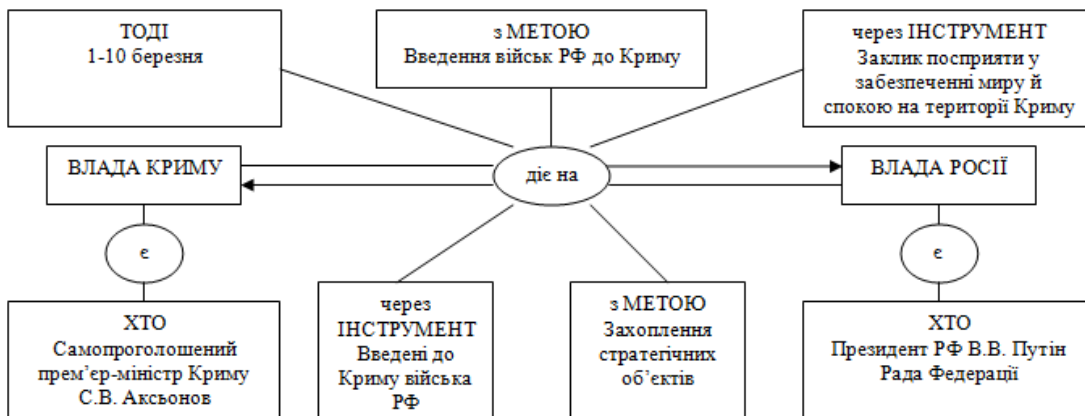 ТОДІ
1-10 березня
з МЕТОЮ
Введення військ РФ до Криму
через ІНСТРУМЕНТ
Заклик посприяти у
забезпеченні миру й
спокою на території Криму
ВЛАДА КРИМУ
діє на
ВЛАДА РОСІЇ
є
є
ХТО
Самопроголошений
прем’єр-міністр Криму
С.В. Аксьонов
через
ІНСТРУМЕНТ
Введені до
Криму війська
РФ
з МЕТОЮ
Захоплення
стратегічних
об’єктів
ХТО
Президент РФ В.В. Путін
Рада Федерації